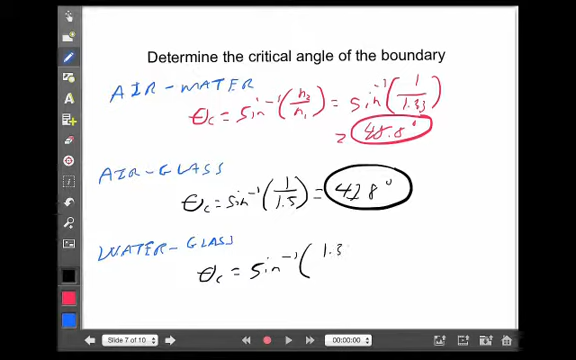 Determine the critical angle of the boundary
AIR-WATER
θc = sin⁻¹(n₂/n₁) = sin⁻¹(1/1.33)
= 48.8°
AIR-GLASS
θc = sin⁻¹(1/1.5) = 42.8°
WATER-GLASS
θc = sin⁻¹(1.3
Slide 7 of 10
00:00:00